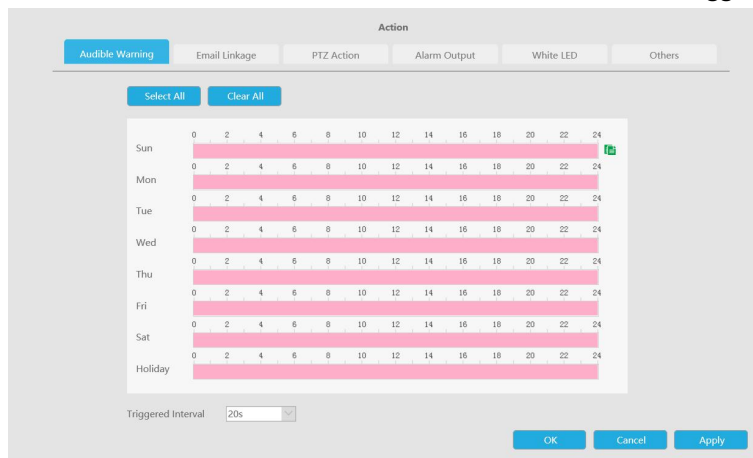 gg
Action
Audible Warning Email Linkage PTZ Action Alarm Output White LED Others
Select All Clear All
0 2 4 6 8 10 12 14 16 18 20 22 24
Sun
0 2 4 6 8 10 12 14 16 18 20 22 24
Mon
0 2 4 6 8 10 12 14 16 18 20 22 24
Tue
0 2 4 6 8 10 12 14 16 18 20 22 24
Wed
0 2 4 6 8 10 12 14 16 18 20 22 24
Thu
0 2 4 6 8 10 12 14 16 18 20 22 24
Fri
0 2 4 6 8 10 12 14 16 18 20 22 24
Sat
0 2 4 6 8 10 12 14 16 18 20 22 24
Holiday
Triggered Interval 20s
OK Cancel Apply